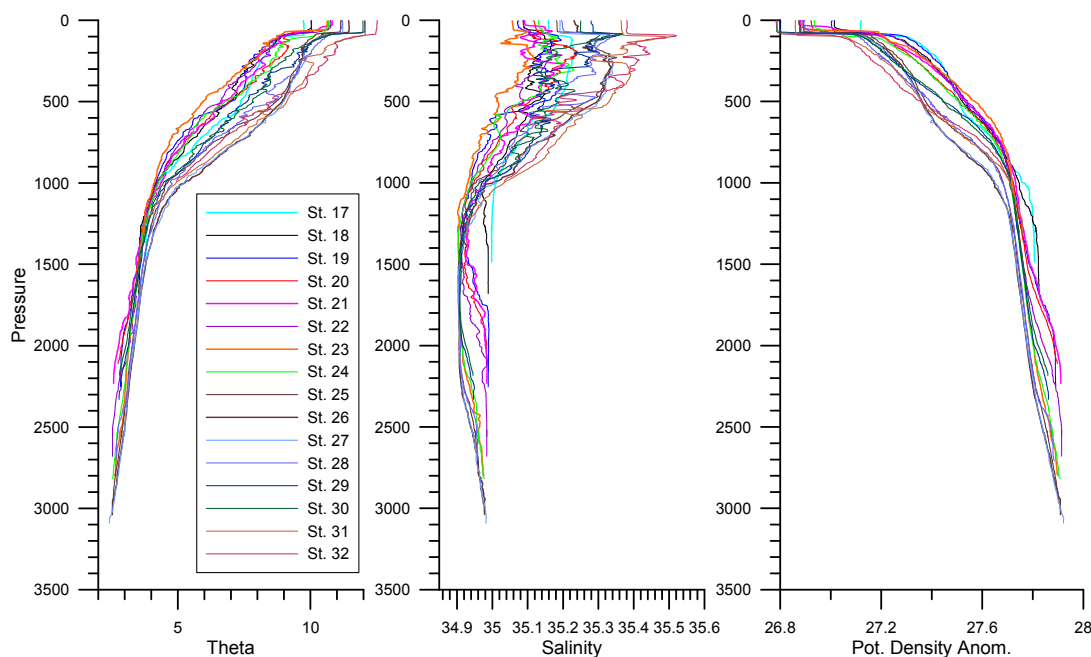 0
500
1000
1500
2000
2500
3000
3500
Pressure
5 10
Theta
St. 17
St. 18
St. 19
St. 20
St. 21
St. 22
St. 23
St. 24
St. 25
St. 26
St. 27
St. 28
St. 29
St. 30
St. 31
St. 32
0
500
1000
1500
2000
2500
3000
3500
34.9 35 35.1 35.2 35.3 35.4 35.5 35.6
Salinity
0
500
1000
1500
2000
2500
3000
3500
26.8 27.2 27.6 28
Pot. Density Anom.